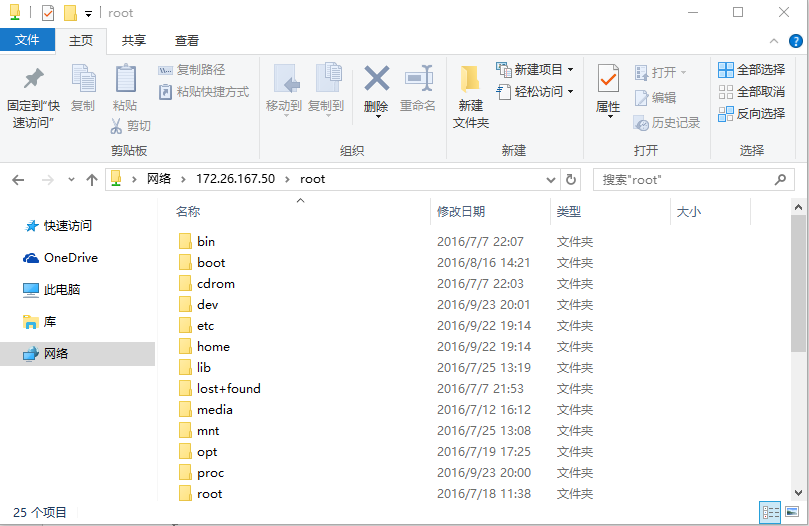 root
文件 主页 共享 查看
固定到“快速访问”
复制
粘贴
复制路径
粘贴快捷方式
剪切
剪贴板
移动到 复制到 删除 重命名
组织
新建文件夹
新建项目
轻松访问
新建
属性
打开
编辑
历史记录
打开
全部选择
全部取消
反向选择
选择
网络 172.26.167.50 root
搜索"root"
快速访问
OneDrive
此电脑
库
网络
名称 修改日期 类型 大小
bin 2016/7/7 22:07 文件夹
boot 2016/8/16 14:21 文件夹
cdrom 2016/7/7 22:03 文件夹
dev 2016/9/23 20:01 文件夹
etc 2016/9/22 19:14 文件夹
home 2016/9/22 19:14 文件夹
lib 2016/7/25 13:19 文件夹
lost+found 2016/7/7 21:53 文件夹
media 2016/7/12 16:12 文件夹
mnt 2016/7/25 13:08 文件夹
opt 2016/7/19 17:25 文件夹
proc 2016/9/23 20:00 文件夹
root 2016/7/18 11:38 文件夹
25 个项目